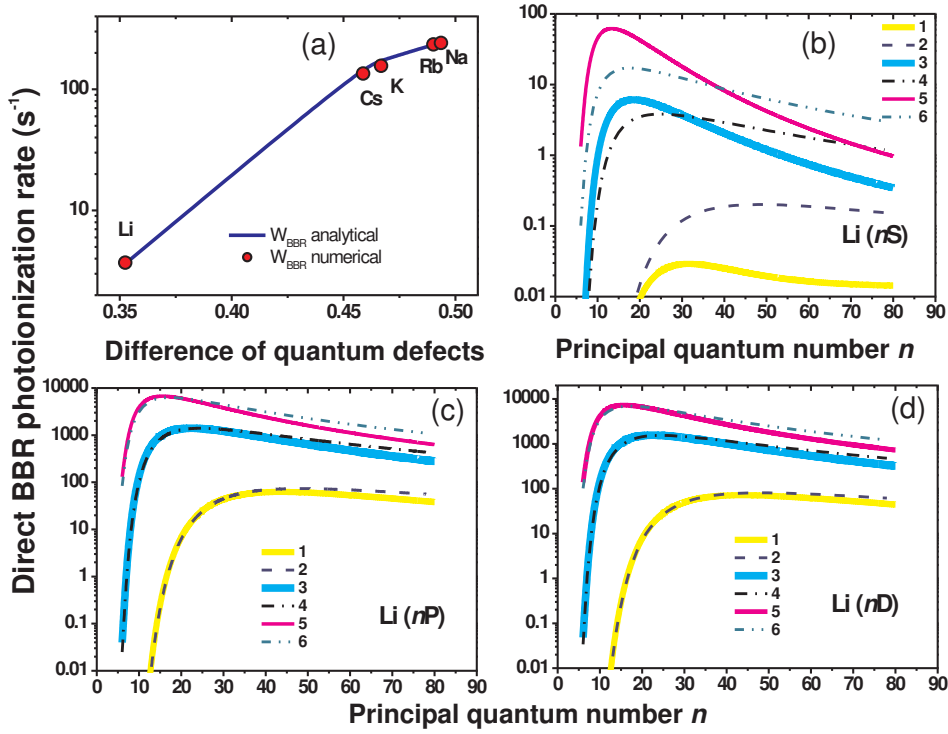 Direct BBR photoionization rate (s⁻¹)
(a)
100
10
Li
Cs
K
Rb
Na
W_BBR analytical
W_BBR numerical
0.35 0.40 0.45 0.50
Difference of quantum defects
(b)
100
10
1
0.1
0.01
1
2
3
4
5
6
Li (nS)
0 10 20 30 40 50 60 70 80 90
Principal quantum number n
(c)
10000
1000
100
10
1
0.1
0.01
1
2
3
4
5
6
Li (nP)
0 10 20 30 40 50 60 70 80 90
(d)
10000
1000
100
10
1
0.1
0.01
1
2
3
4
5
6
Li (nD)
0 10 20 30 40 50 60 70 80 90
Principal quantum number n